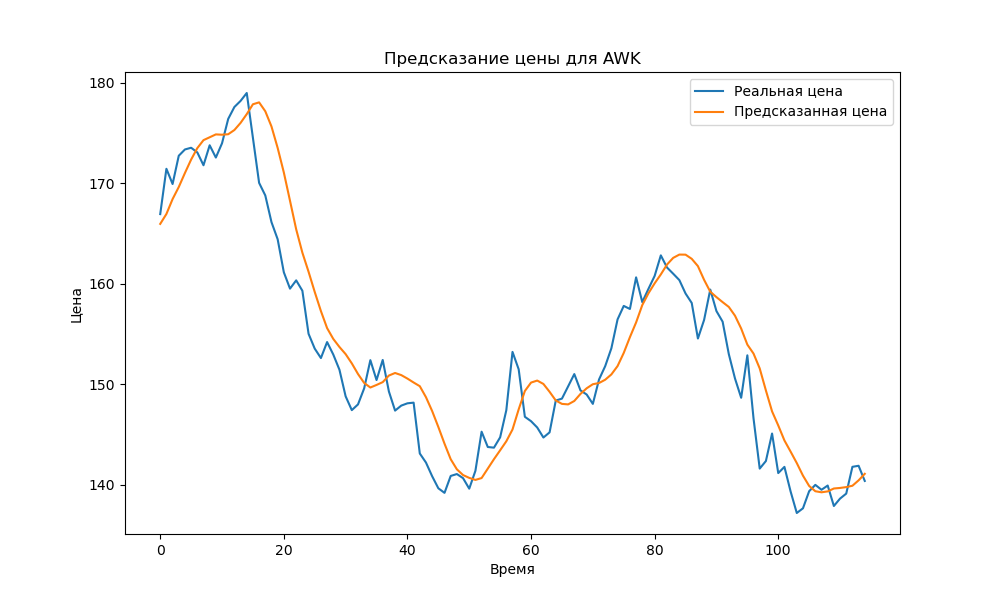 Предсказание цены для AWK
Реальная цена
Предсказанная цена
180
170
160
150
140
Цена
0 20 40 60 80 100
Время